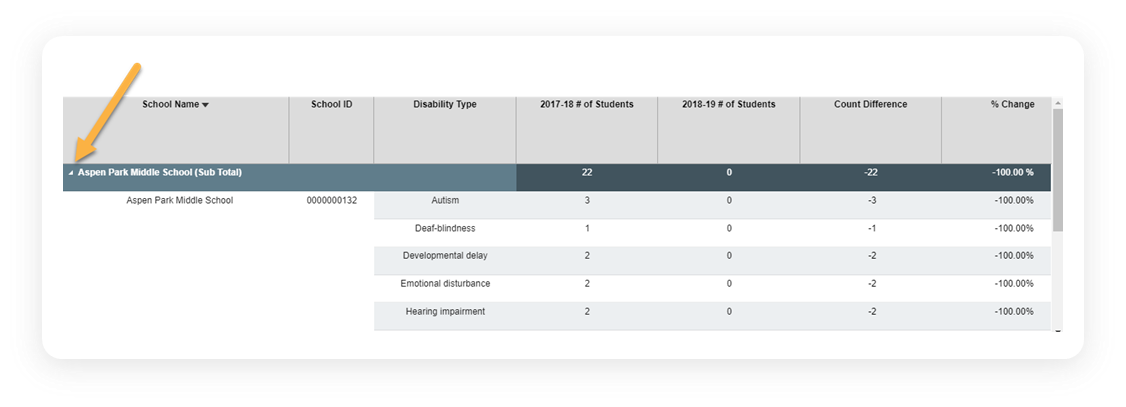 School Name School ID Disability Type 2017-18 # of Students 2018-19 # of Students Count Difference % Change
Aspen Park Middle School (Sub Total) 22 0 -22 -100.00 %
Aspen Park Middle School 0000000132 Autism 3 0 -3 -100.00%
Deaf-blindness 1 0 -1 -100.00%
Developmental delay 2 0 -2 -100.00%
Emotional disturbance 2 0 -2 -100.00%
Hearing impairment 2 0 -2 -100.00%